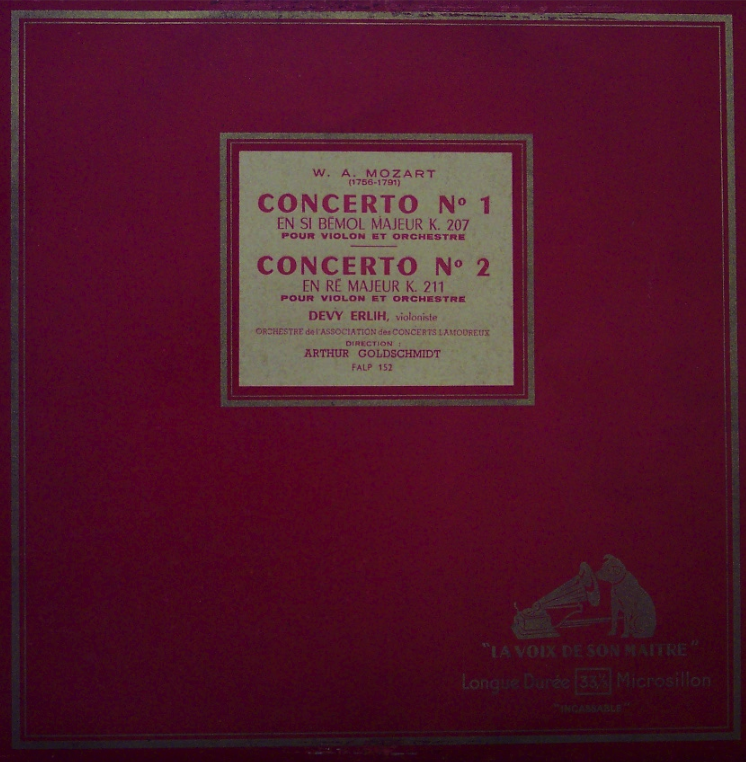 W. A. MOZART
(1756-1791)
CONCERTO Nº 1
EN SI BÉMOL MAJEUR K. 207
POUR VIOLON ET ORCHESTRE
CONCERTO Nº 2
EN RÉ MAJEUR K. 211
POUR VIOLON ET ORCHESTRE
DEVY ERLIH, violoniste
ORCHESTRE de l'ASSOCIATION des CONCERTS LAMOUREUX
DIRECTION :
ARTHUR GOLDSCHMIDT
FALP 152
"LA VOIX DE SON MAITRE"
Longue Durée 33⅓ Microsillon
"INCASSABLE"